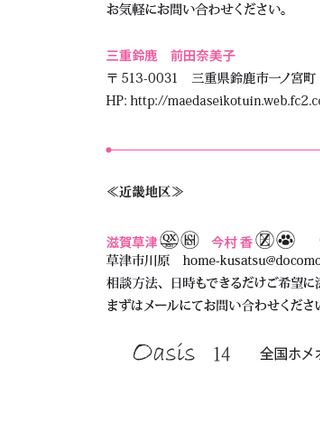 お気軽にお問い合わせください。
三重鈴鹿　前田奈美子
〒513-0031　三重県鈴鹿市一ノ宮町
HP: http://maedaseikotuin.web.fc2.c
≪近畿地区≫
滋賀草津 QX 今村 香 Z
草津市川原　home-kusatsu@docomo
相談方法、日時もできるだけご希望に
まずはメールにてお問い合わせください
Oasis 14　全国ホメオ